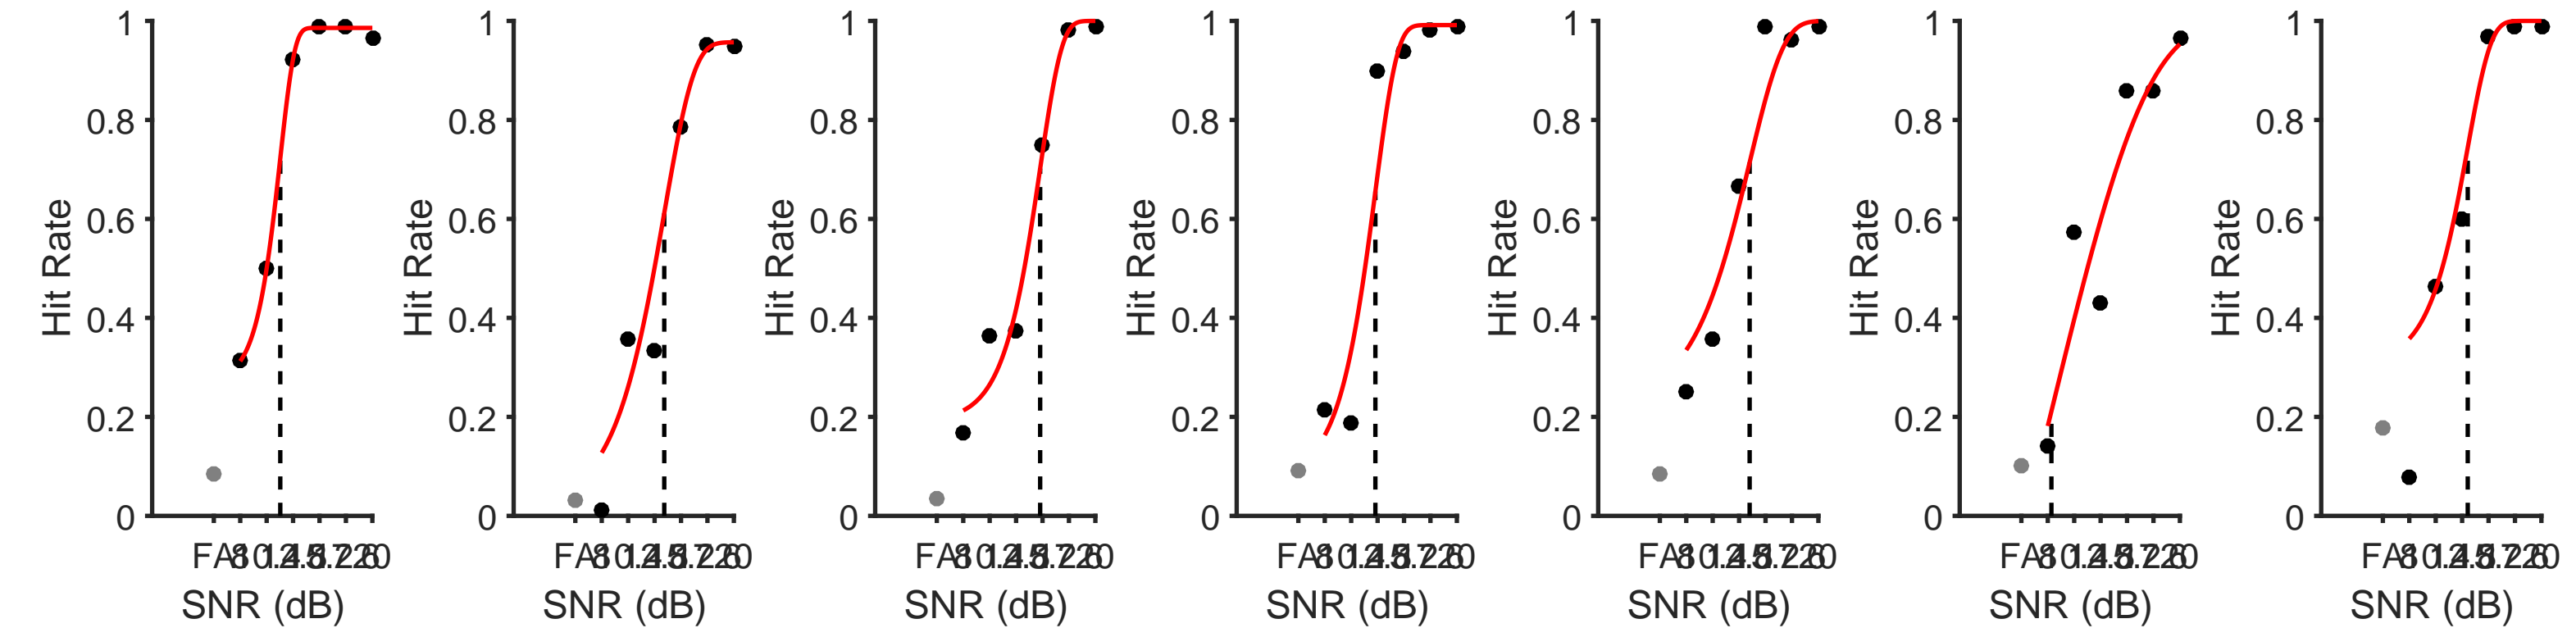 1 1 1 1 1 1 1
0.8 0.8 0.8 0.8 0.8 0.8 0.8
0.6 0.6 0.6 0.6 0.6 0.6 0.6
0.4 0.4 0.4 0.4 0.4 0.4 0.4
0.2 0.2 0.2 0.2 0.2 0.2 0.2
0 0 0 0 0 0 0
Hit Rate Hit Rate Hit Rate Hit Rate Hit Rate Hit Rate Hit Rate
SNR (dB) SNR (dB) SNR (dB) SNR (dB) SNR (dB) SNR (dB) SNR (dB)